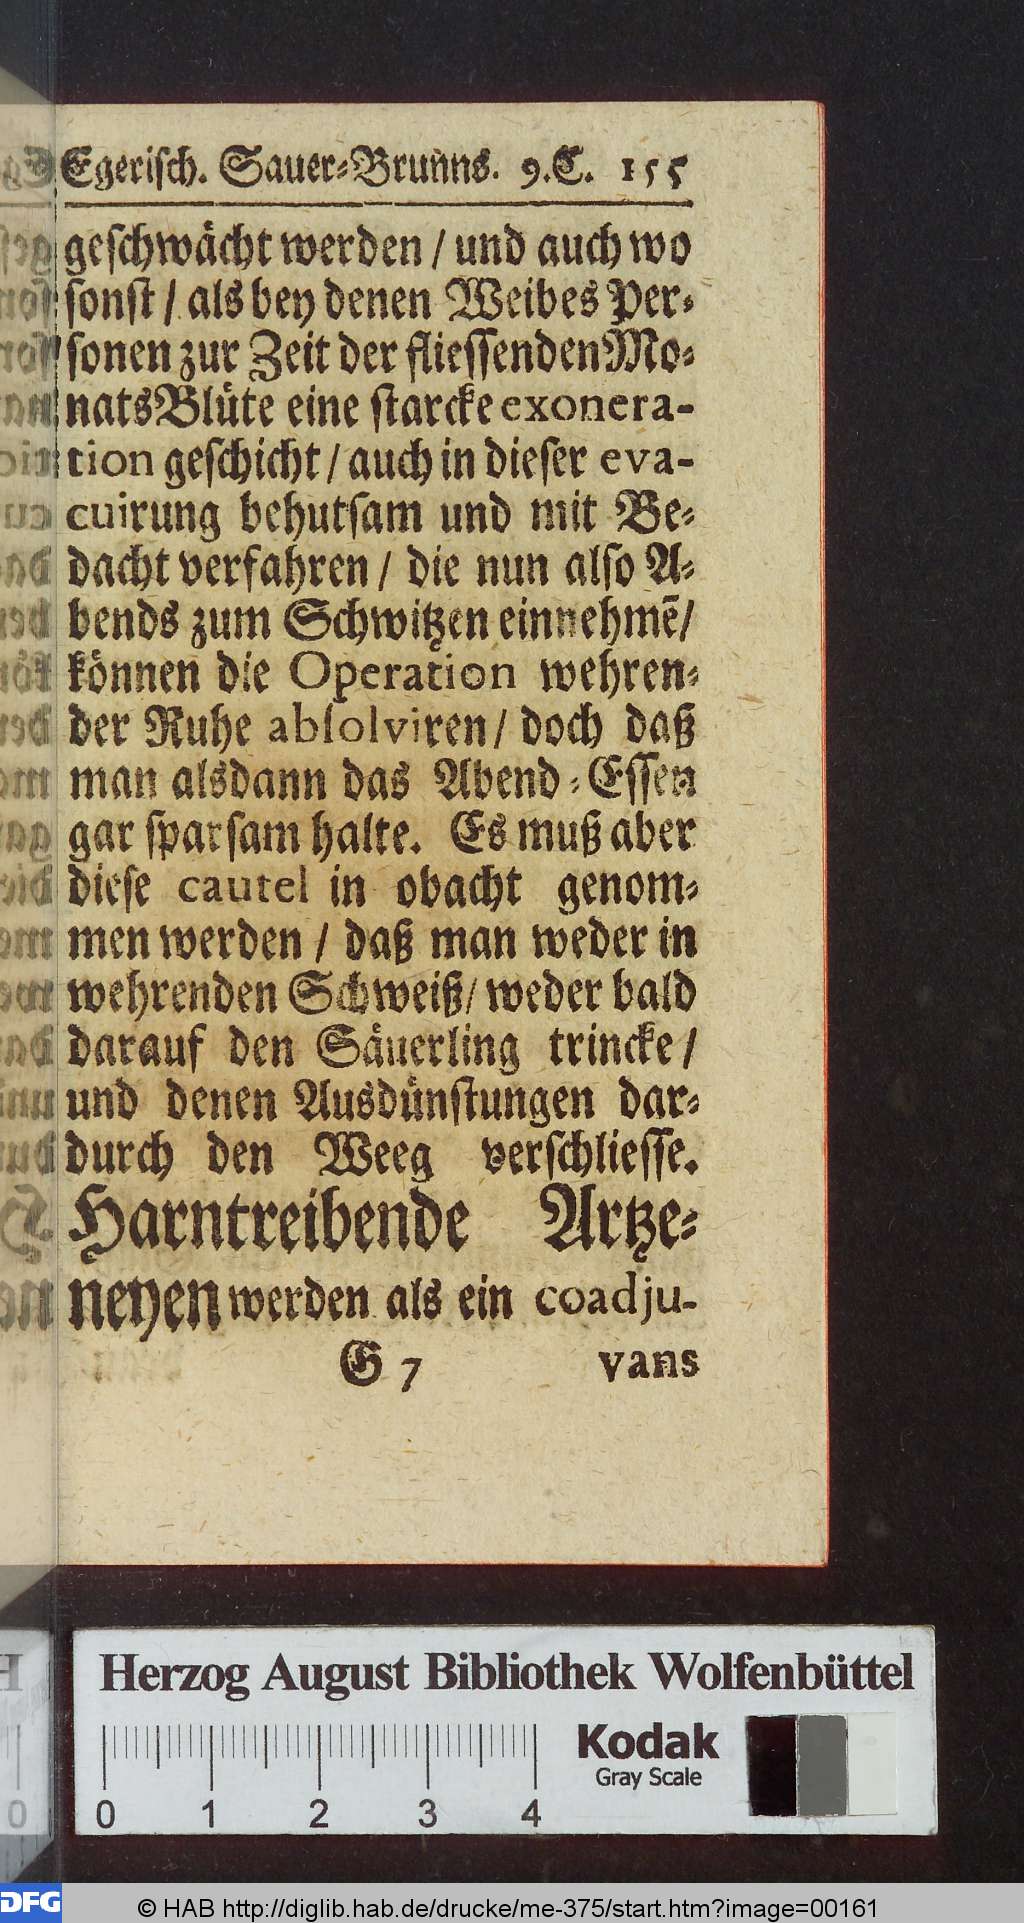 Egerisch. Sauer-Brun̄ns. 9.C. 155
geschwächt werden / und auch wo
sonst / als bey denen Weibes Per-
sonen zur Zeit der fliessenden Mo-
nats Blüte eine starcke exonera-
tion geschicht / auch in dieser eva-
cuirung behutsam und mit Be-
dacht verfahren / die nun also A-
bends zum Schwitzen einnehmē /
können die Operation wehren-
der Ruhe absolviren / doch daß
man alsdann das Abend-Essen
gar sparsam halte. Es muß aber
diese cautel in obacht genom-
men werden / daß man weder in
wehrenden Schweiß / weder bald
darauf den Säuerling trincke /
und denen Ausdünstungen dar-
durch den Weeg verschliesse.
Harntreibende Artze-
neyen werden als ein coadju-
G 7 vans
Herzog August Bibliothek Wolfenbüttel
Kodak
Gray Scale
0 1 2 3 4
DFG
© HAB http://diglib.hab.de/drucke/me-375/start.htm?image=00161